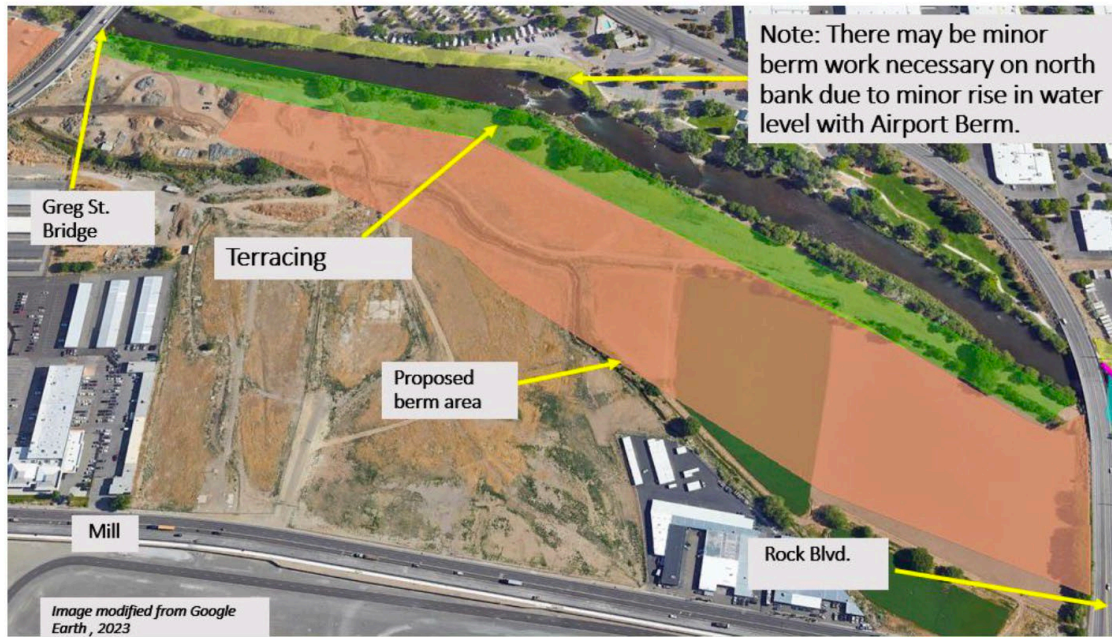 Note: There may be minor
berm work necessary on north
bank due to minor rise in water
level with Airport Berm.
Greg St.
Bridge
Terracing
Proposed
berm area
Mill
Rock Blvd.
Image modified from Google
Earth , 2023